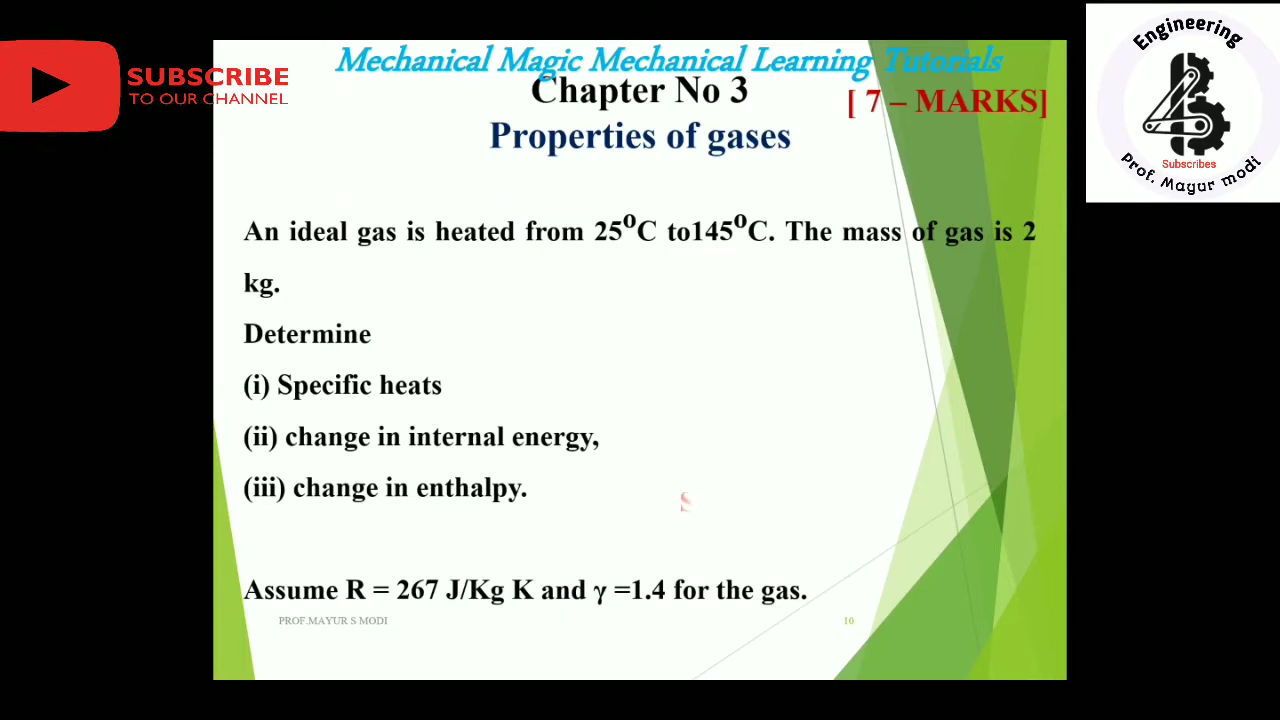 Mechanical Magic Mechanical Learning Tutorials
SUBSCRIBE
TO OUR CHANNEL
Chapter No 3
[ 7 – MARKS]
Properties of gases
Engineering
Subscribes
Prof. Mayur modi
An ideal gas is heated from 25⁰C to145⁰C. The mass of gas is 2
kg.
Determine
(i) Specific heats
(ii) change in internal energy,
(iii) change in enthalpy.
S
Assume R = 267 J/Kg K and γ =1.4 for the gas.
PROF.MAYUR S MODI
10